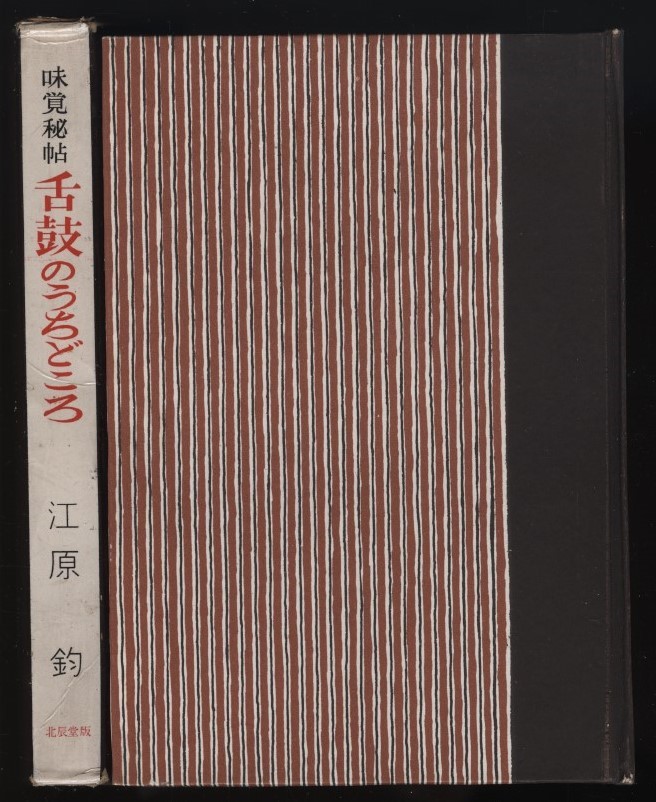 味覚秘帖
舌鼓のうちどころ
江原 鈞
北辰堂版